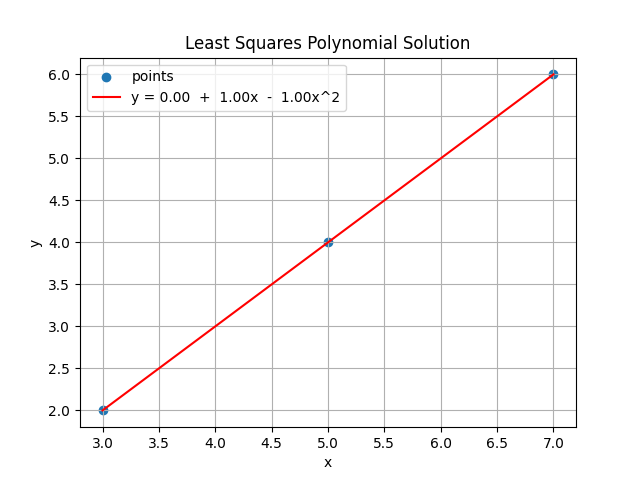 Least Squares Polynomial Solution
points
y = 0.00  +  1.00x  -  1.00x^2
6.0
5.5
5.0
4.5
4.0
3.5
3.0
2.5
2.0
y
3.0 3.5 4.0 4.5 5.0 5.5 6.0 6.5 7.0
x